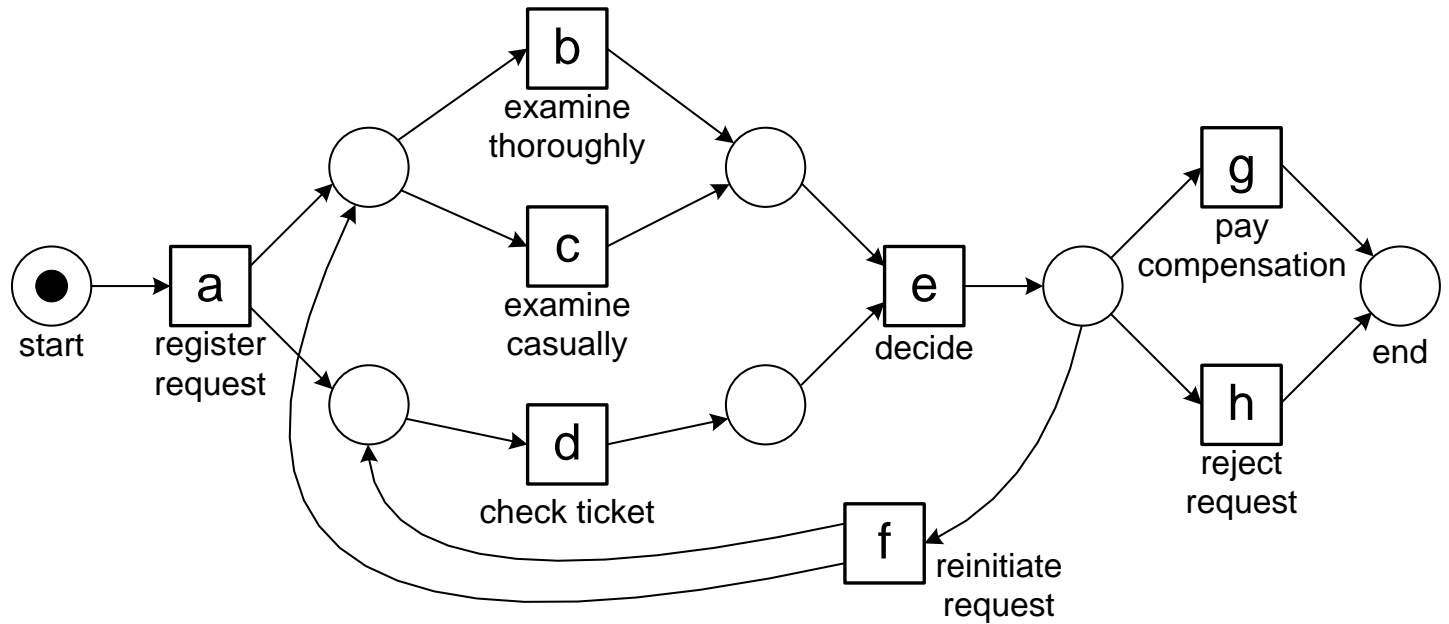 start
a
register
request
b
examine
thoroughly
c
examine
casually
d
check ticket
e
decide
f
reinitiate
request
g
pay
compensation
h
reject
request
end